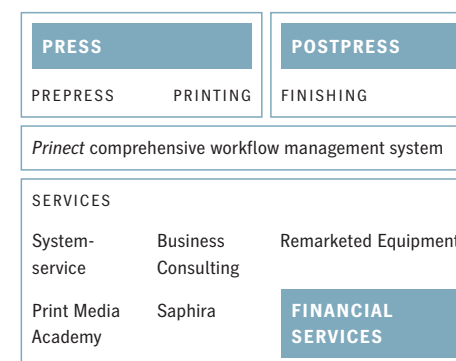 PRESS
POSTPRESS
PREPRESS
PRINTING
FINISHING
Prinect comprehensive workflow management system
SERVICES
System-
service
Business
Consulting
Remarketed Equipment
Print Media
Academy
Saphira
FINANCIAL
SERVICES